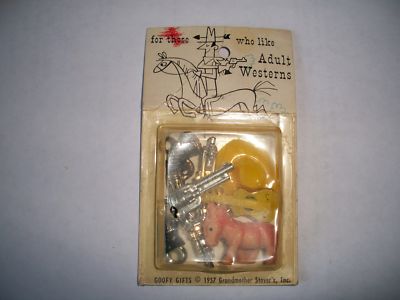 for those who like
Adult
Westerns
GOOFY GIFTS © 1957 Grandmother Stover's, Inc.